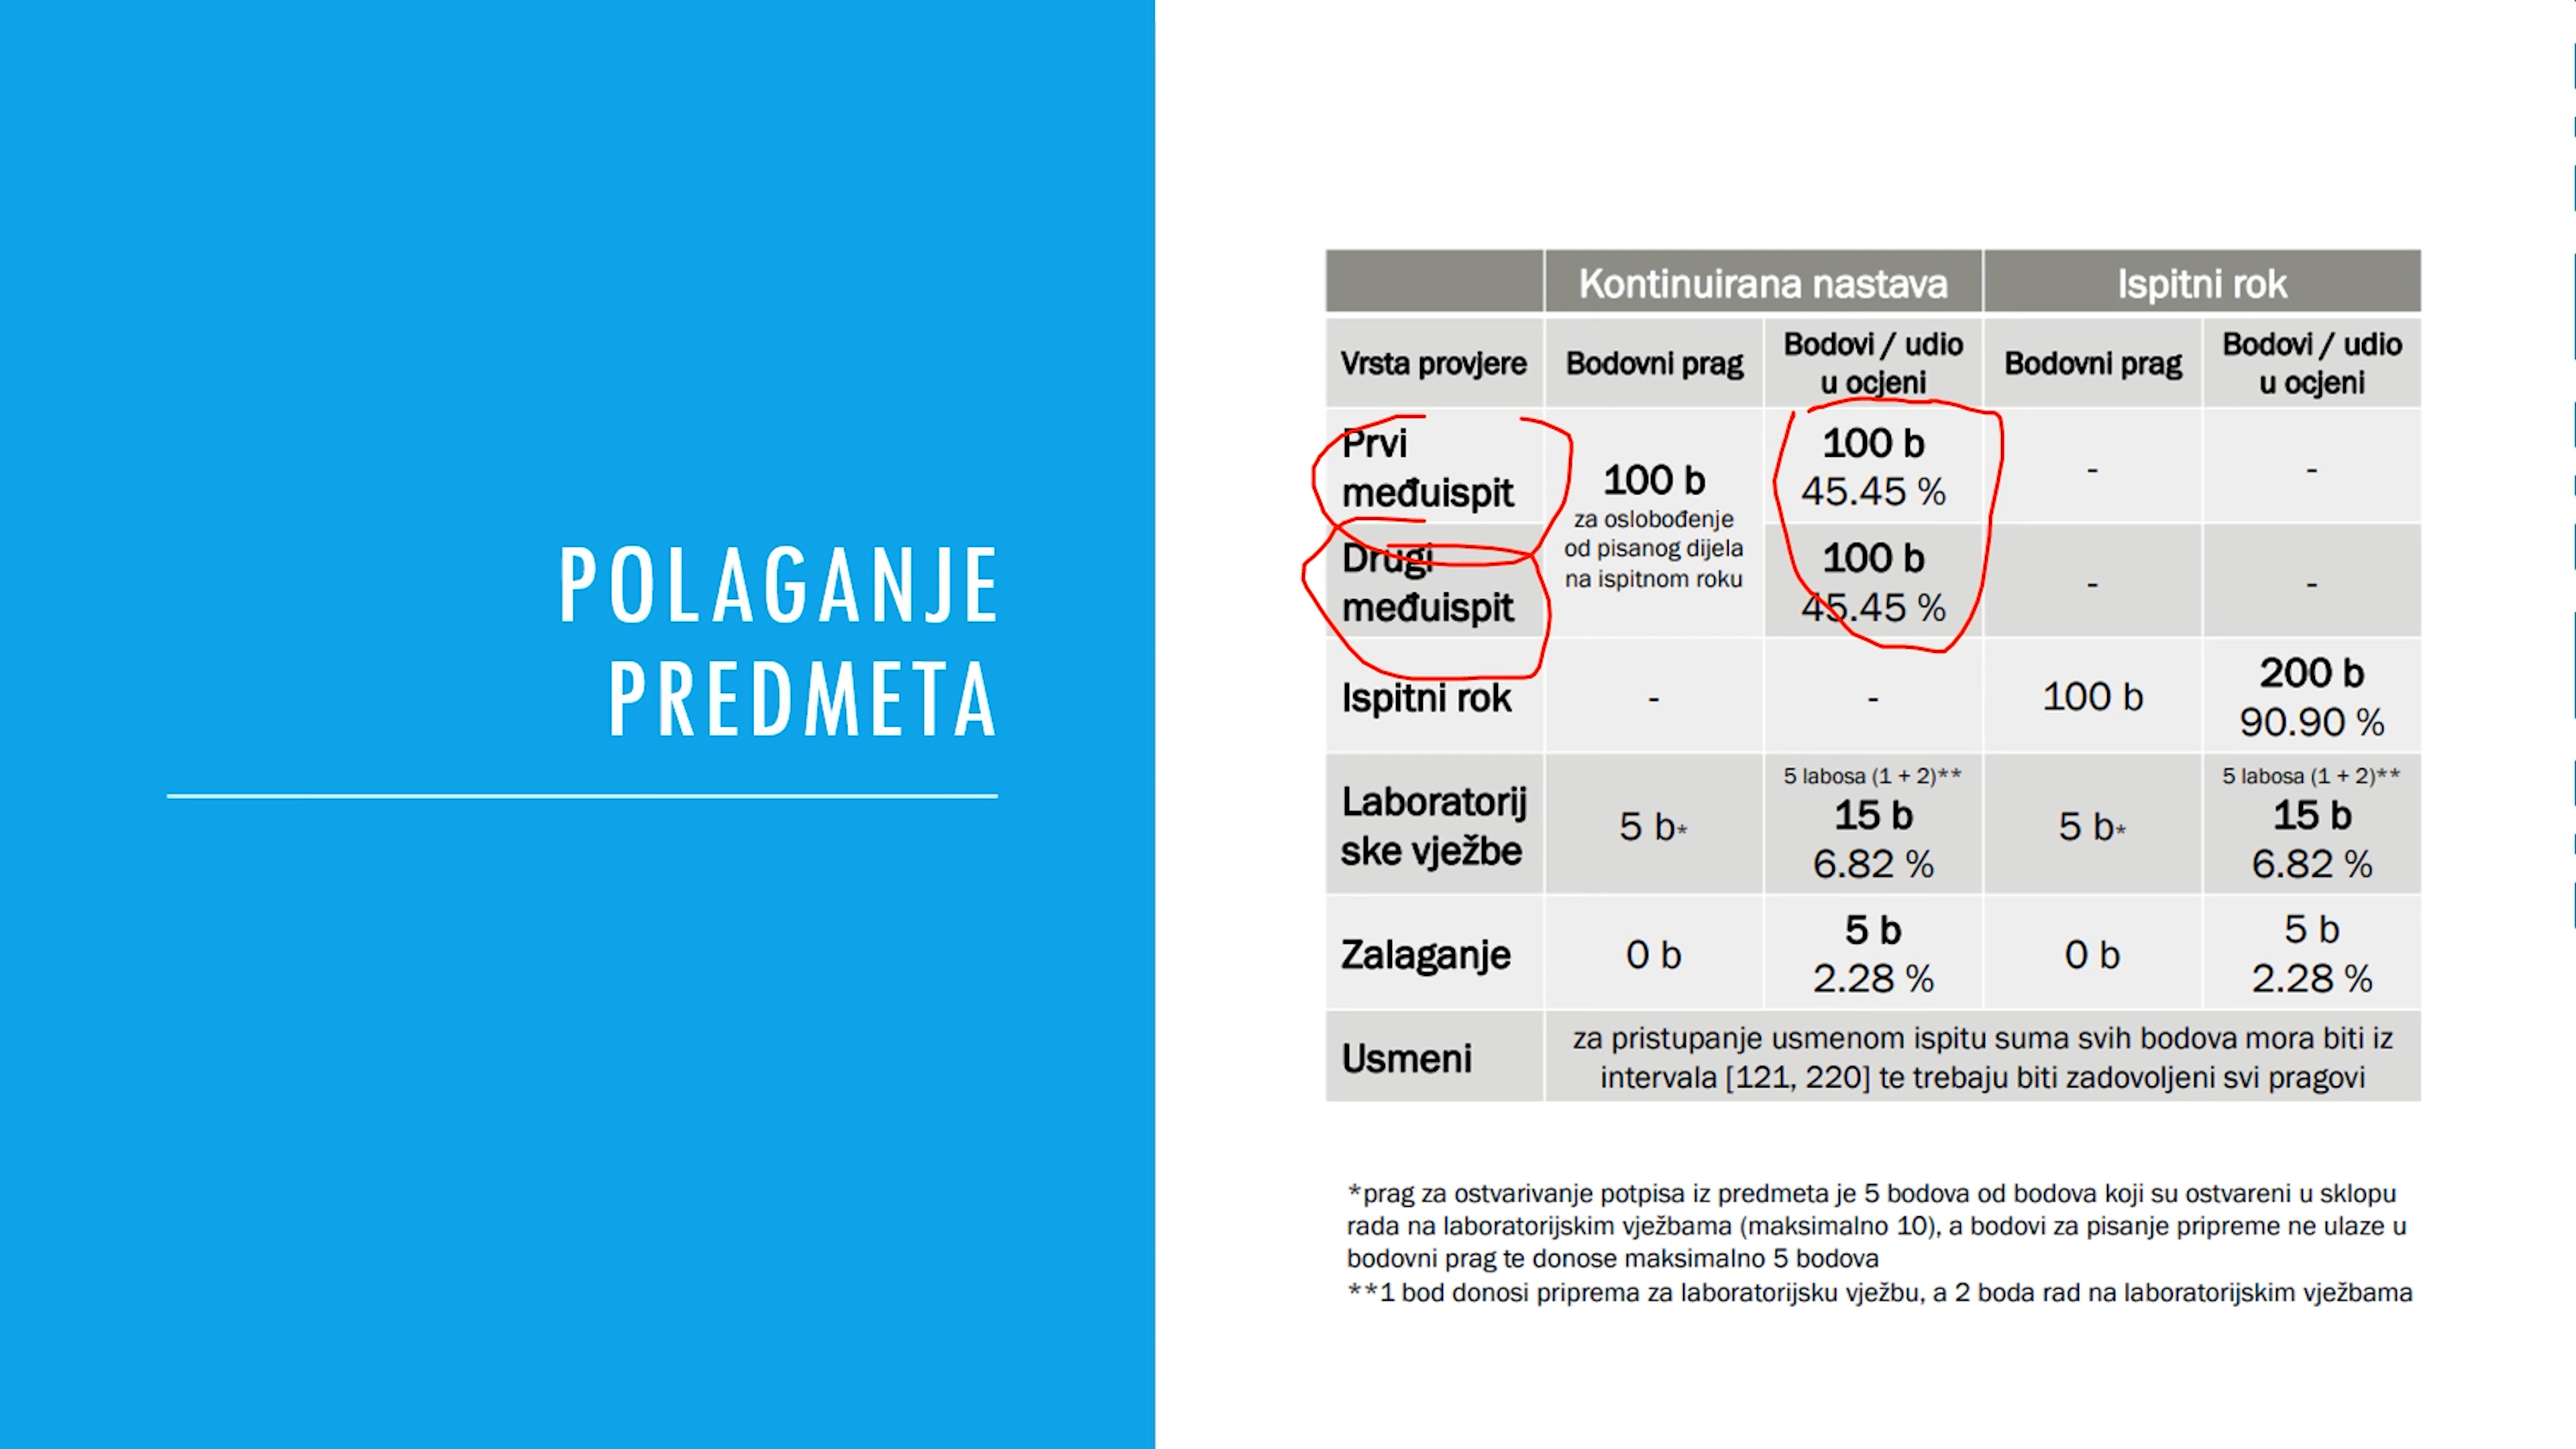 POLAGANJE
PREDMETA
Kontinuirana nastava Ispitni rok
Vrsta provjere Bodovni prag Bodovi / udio u ocjeni Bodovni prag Bodovi / udio u ocjeni
Prvi
međuispit
100 b
za oslobođenje
od pisanog dijela
na ispitnom roku
100 b
45.45 %
-
-
Drugi
međuispit
100 b
45.45 %
-
-
Ispitni rok
-
-
100 b
200 b
90.90 %
Laboratorij
ske vježbe
5 b*
5 labosa (1 + 2)**
15 b
6.82 %
5 b*
5 labosa (1 + 2)**
15 b
6.82 %
Zalaganje
0 b
5 b
2.28 %
0 b
5 b
2.28 %
Usmeni
za pristupanje usmenom ispitu suma svih bodova mora biti iz
intervala [121, 220] te trebaju biti zadovoljeni svi pragovi
*prag za ostvarivanje potpisa iz predmeta je 5 bodova od bodova koji su ostvareni u sklopu
rada na laboratorijskim vježbama (maksimalno 10), a bodovi za pisanje pripreme ne ulaze u
bodovni prag te donose maksimalno 5 bodova
**1 bod donosi priprema za laboratorijsku vježbu, a 2 boda rad na laboratorijskim vježbama